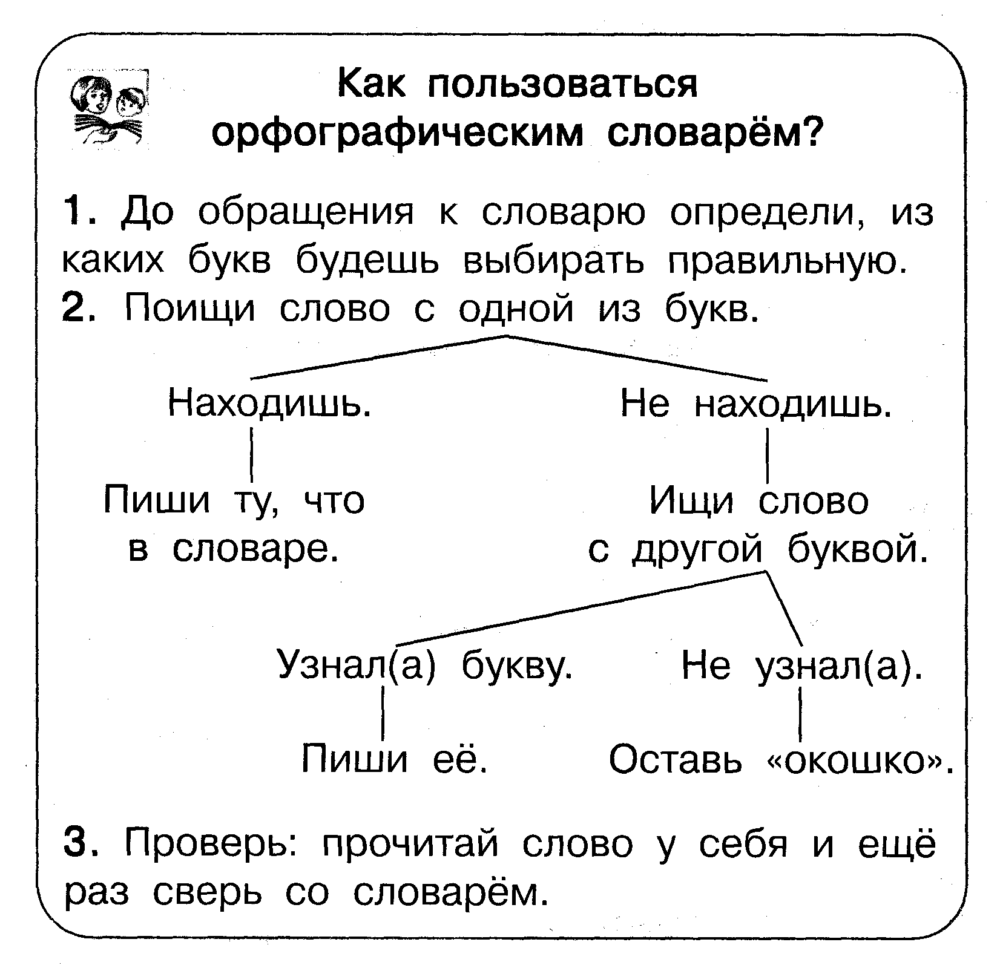 Как пользоваться
орфографическим словарём?
1. До обращения к словарю определи, из
каких букв будешь выбирать правильную.
2. Поищи слово с одной из букв.
Находишь.
Не находишь.
Пиши ту, что
в словаре.
Ищи слово
с другой буквой.
Узнал(а) букву.
Не узнал(а).
Пиши её.
Оставь «окошко».
3. Проверь: прочитай слово у себя и ещё
раз сверь со словарём.